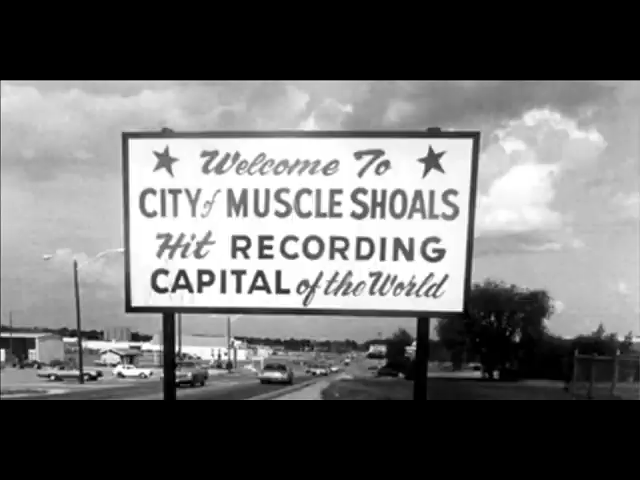 Welcome To
CITY of MUSCLE SHOALS
Hit RECORDING
CAPITAL of the World